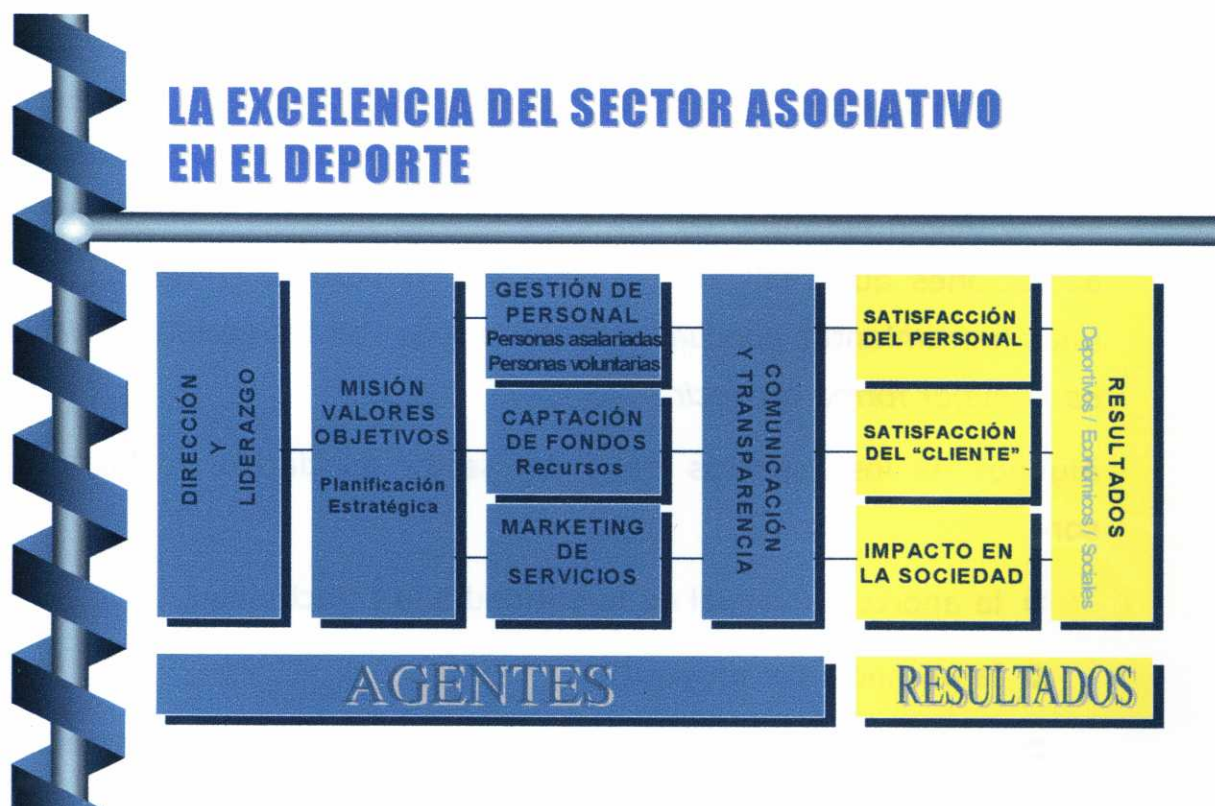 LA EXCELENCIA DEL SECTOR ASOCIATIVO
EN EL DEPORTE
DIRECCIÓN
Y
LIDERAZGO
MISIÓN
VALORES
OBJETIVOS
Planificación
Estratégica
GESTIÓN DE
PERSONAL
Personas asalariadas
Personas voluntarias
CAPTACIÓN
DE FONDOS
Recursos
MARKETING
DE
SERVICIOS
COMUNICACIÓN
Y TRANSPARENCIA
SATISFACCIÓN
DEL PERSONAL
SATISFACCIÓN
DEL “CLIENTE”
IMPACTO EN
LA SOCIEDAD
RESULTADOS
Deportivos / Económicos / Sociales
AGENTES
RESULTADOS